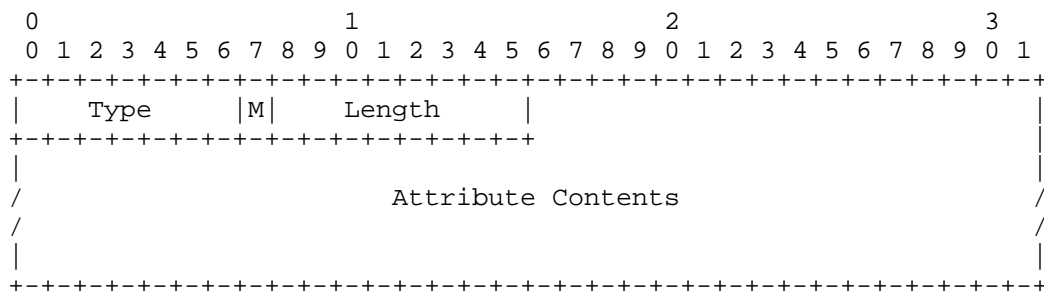 0                   1                   2                   3
 0 1 2 3 4 5 6 7 8 9 0 1 2 3 4 5 6 7 8 9 0 1 2 3 4 5 6 7 8 9 0 1
+-+-+-+-+-+-+-+-+-+-+-+-+-+-+-+-+-+-+-+-+-+-+-+-+-+-+-+-+-+-+-+-+
|    Type     |M|    Length     |                               |
+-+-+-+-+-+-+-+-+-+-+-+-+-+-+-+-+                               |
|                                                               |
/                       Attribute Contents                      /
/                                                               /
|                                                               |
+-+-+-+-+-+-+-+-+-+-+-+-+-+-+-+-+-+-+-+-+-+-+-+-+-+-+-+-+-+-+-+-+